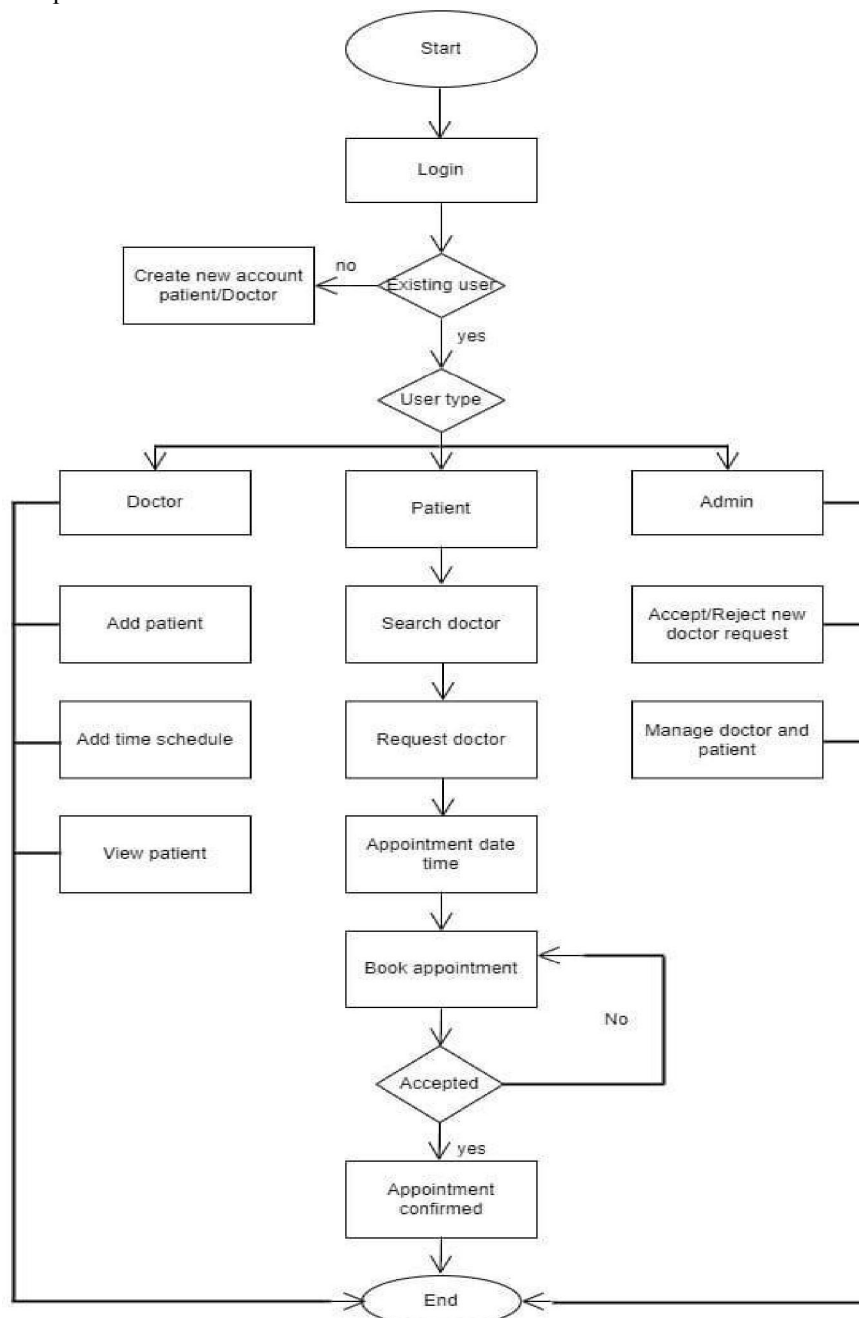 Start
Login
Existing user
no
Create new account
patient/Doctor
yes
User type
Doctor
Patient
Admin
Add patient
Search doctor
Accept/Reject new
doctor request
Add time schedule
Request doctor
Manage doctor and
patient
View patient
Appointment date
time
Book appointment
No
Accepted
yes
Appointment
confirmed
End